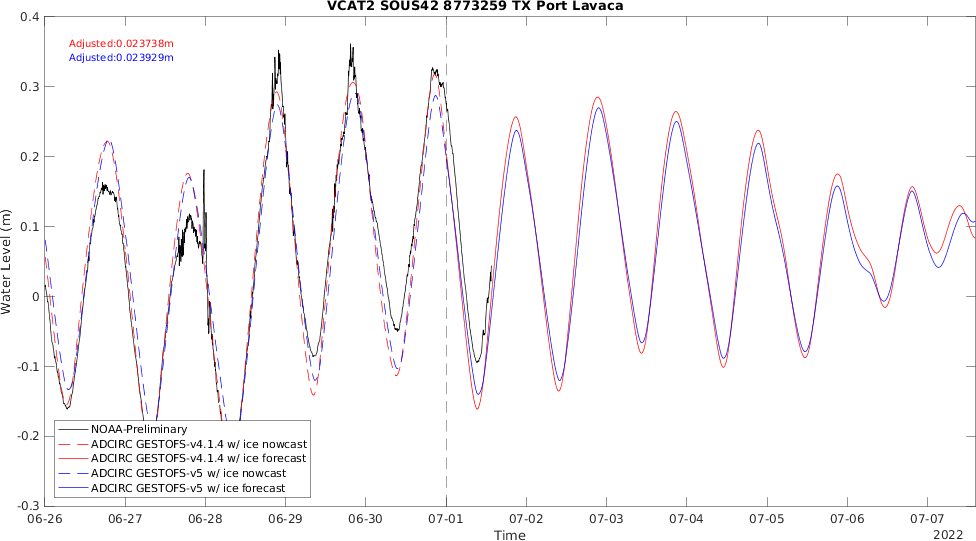 VCAT2 SOUS42 8773259 TX Port Lavaca
Adjusted:0.023738m
Adjusted:0.023929m
Water Level (m)
0.4
0.3
0.2
0.1
0
-0.1
-0.2
-0.3
NOAA-Preliminary
ADCIRC GESTOFS-v4.1.4 w/ ice nowcast
ADCIRC GESTOFS-v4.1.4 w/ ice forecast
ADCIRC GESTOFS-v5 w/ ice nowcast
ADCIRC GESTOFS-v5 w/ ice forecast
06-26 06-27 06-28 06-29 06-30 07-01 07-02 07-03 07-04 07-05 07-06 07-07
Time
2022